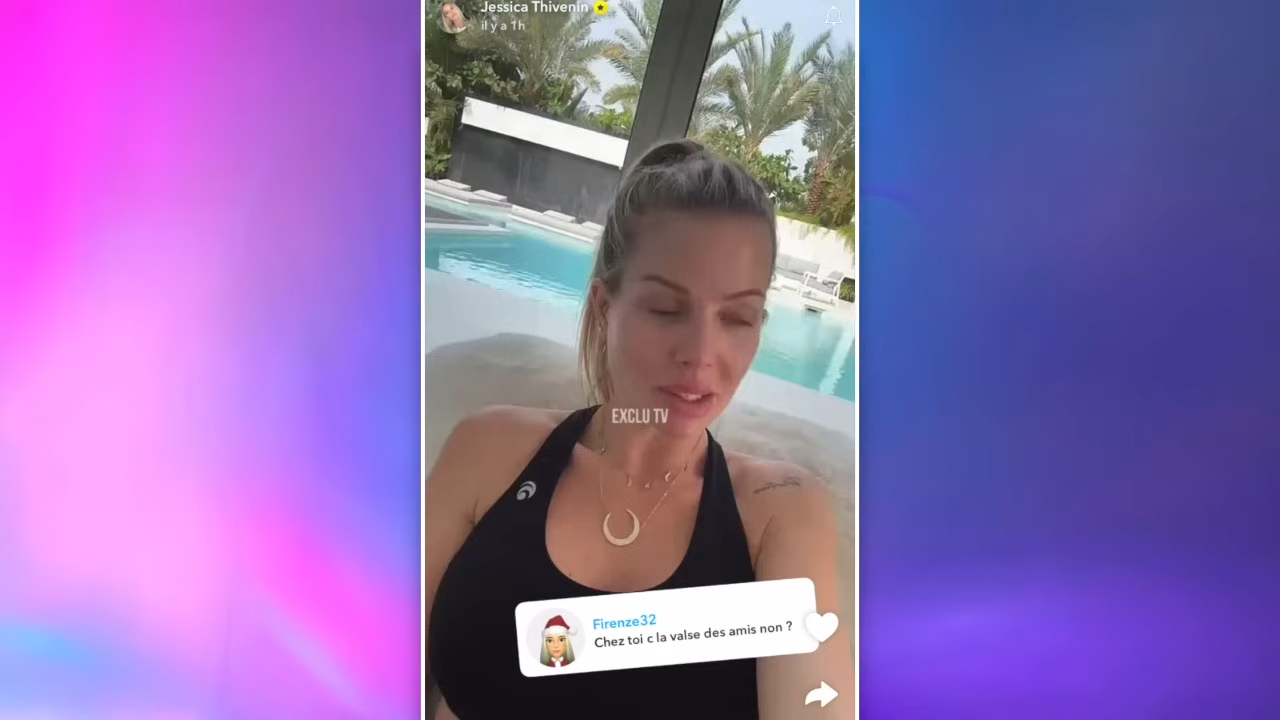 Jessica Thivenin
il y a 1h
EXCLU TV
Firenze32
Chez toi c la valse des amis non ?